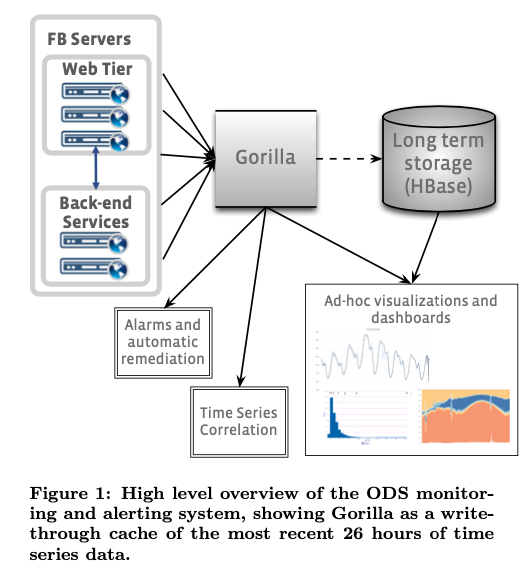 FB Servers
Web Tier
Back-end
Services
Gorilla
Long term
storage
(HBase)
Alarms and
automatic
remediation
Time Series
Correlation
Ad-hoc visualizations and
dashboards
Figure 1: High level overview of the ODS monitor-
ing and alerting system, showing Gorilla as a write-
through cache of the most recent 26 hours of time
series data.